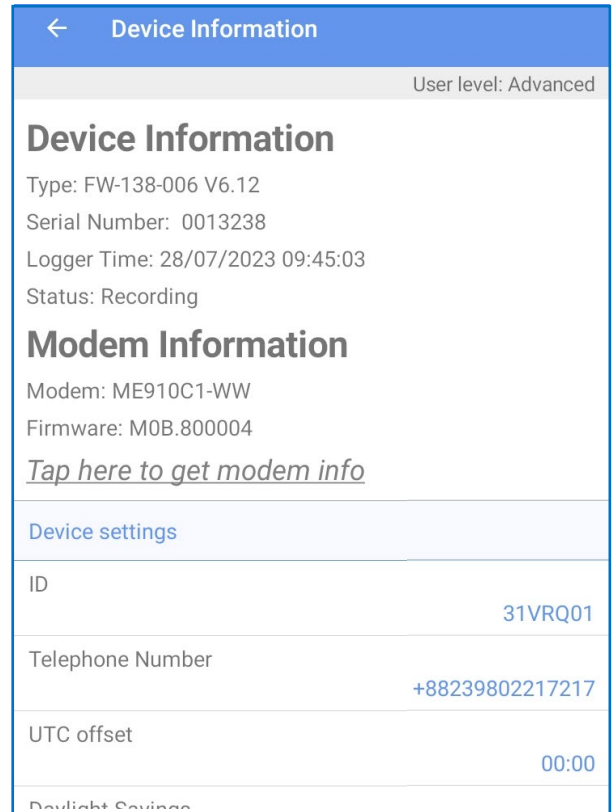 Device Information
User level: Advanced
Device Information
Type: FW-138-006 V6.12
Serial Number: 0013238
Logger Time: 28/07/2023 09:45:03
Status: Recording
Modem Information
Modem: ME910C1-WW
Firmware: M0B.800004
Tap here to get modem info
Device settings
ID
31VRQ01
Telephone Number
+88239802217217
UTC offset
00:00
Daylight Savings